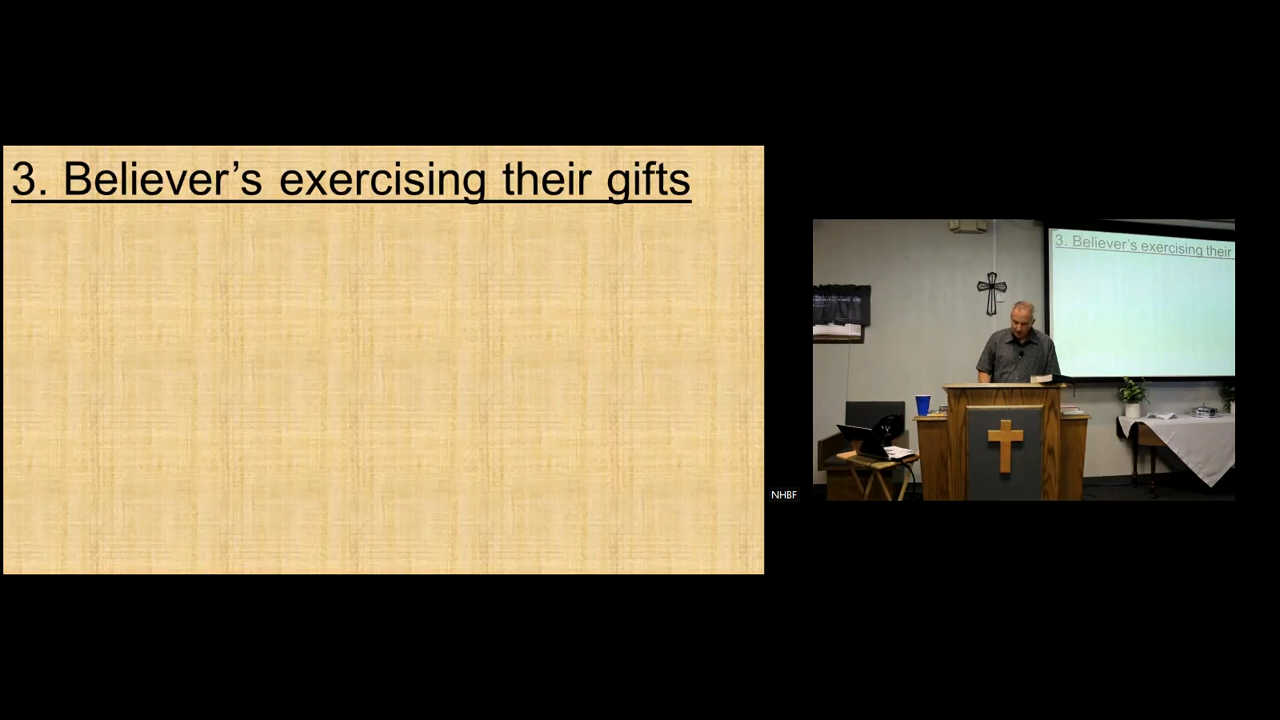 3. Believer’s exercising their gifts
3. Believer’s exercising their
NHBF